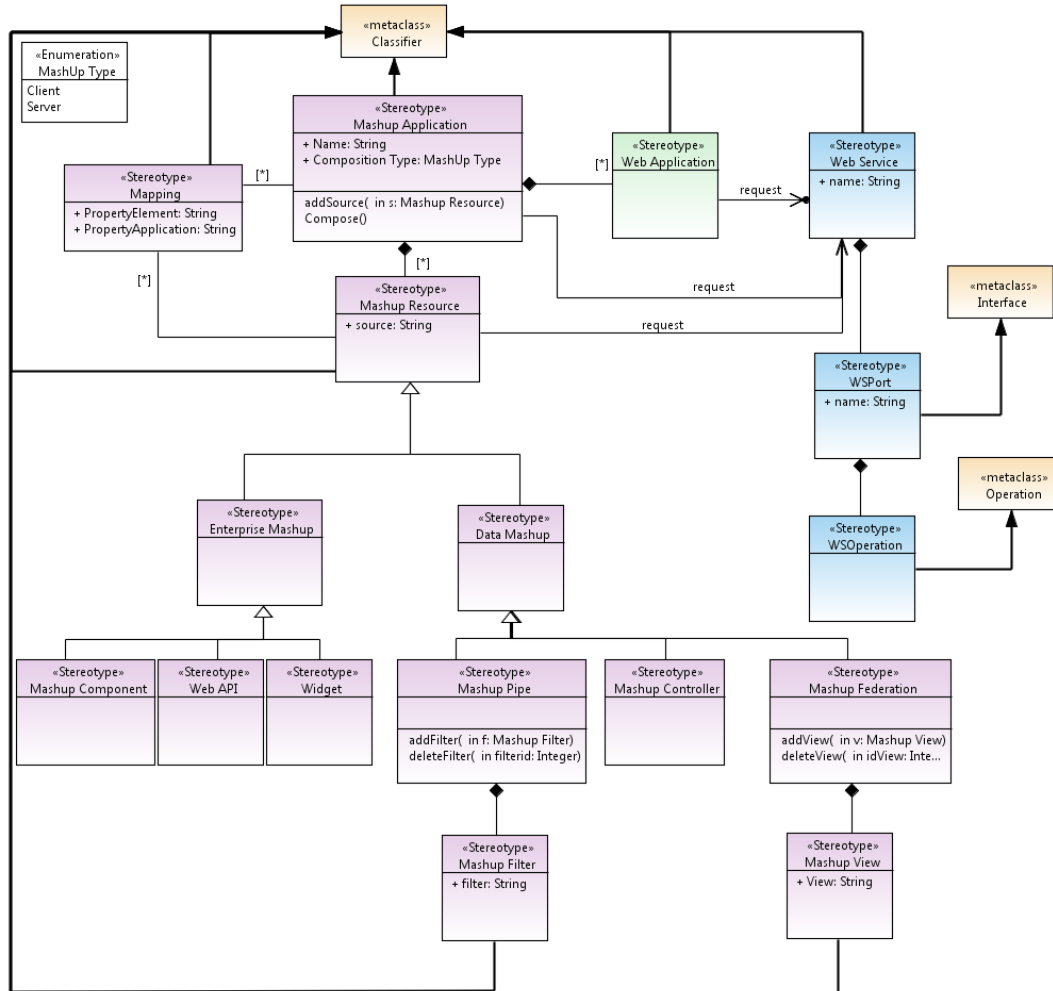 «metaclass»
Classifier
«Enumeration»
MashUp Type
Client
Server
«Stereotype»
Mashup Application
+ Name: String
+ Composition Type: MashUp Type
addSource( in s: Mashup Resource)
Compose()
«Stereotype»
Web Application
«Stereotype»
Web Service
+ name: String
[*]
[*]
request
«Stereotype»
Mapping
+ PropertyElement: String
+ PropertyApplication: String
[*]
[*]
«Stereotype»
Mashup Resource
+ source: String
request
request
«metaclass»
Interface
«Stereotype»
WSPort
+ name: String
«metaclass»
Operation
«Stereotype»
WSOperation
«Stereotype»
Enterprise Mashup
«Stereotype»
Data Mashup
«Stereotype»
Mashup Component
«Stereotype»
Web API
«Stereotype»
Widget
«Stereotype»
Mashup Pipe
addFilter( in f: Mashup Filter)
deleteFilter( in filterid: Integer)
«Stereotype»
Mashup Controller
«Stereotype»
Mashup Federation
addView( in v: Mashup View)
deleteView( in idView: Inte...
«Stereotype»
Mashup Filter
+ filter: String
«Stereotype»
Mashup View
+ View: String